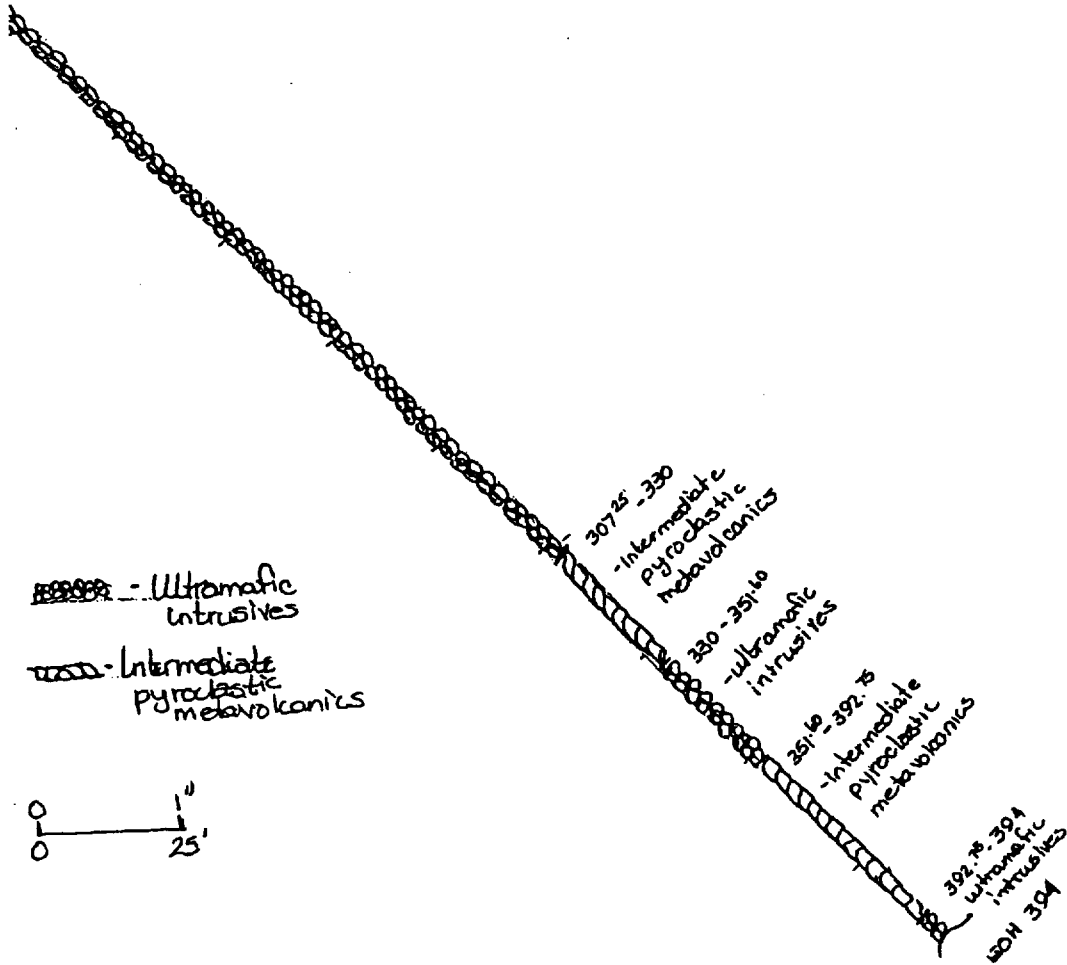 307.25' - 330
-Intermediate
pyroclastic
metavolcanics
330 - 351.60
-ultramafic
intrusives
351.60 - 392.75
-Intermediate
pyroclastic
metavolcanics
392.75 - 394
ultramafic
intrusives
EOH 394
- Ultramafic
intrusives
- Intermediate
pyroclastic
metavolcanics
0 1"
0 25'